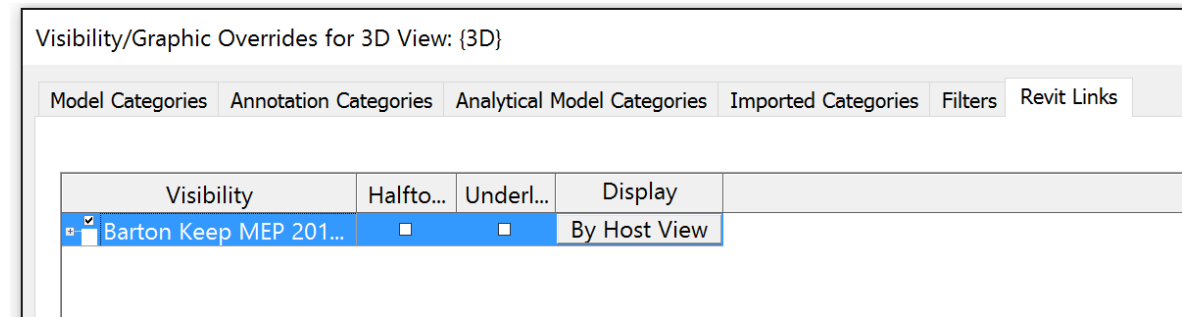 Visibility/Graphic Overrides for 3D View: {3D}
Model Categories Annotation Categories Analytical Model Categories Imported Categories Filters Revit Links
Visibility Halfto... Underl... Display
Barton Keep MEP 201... By Host View